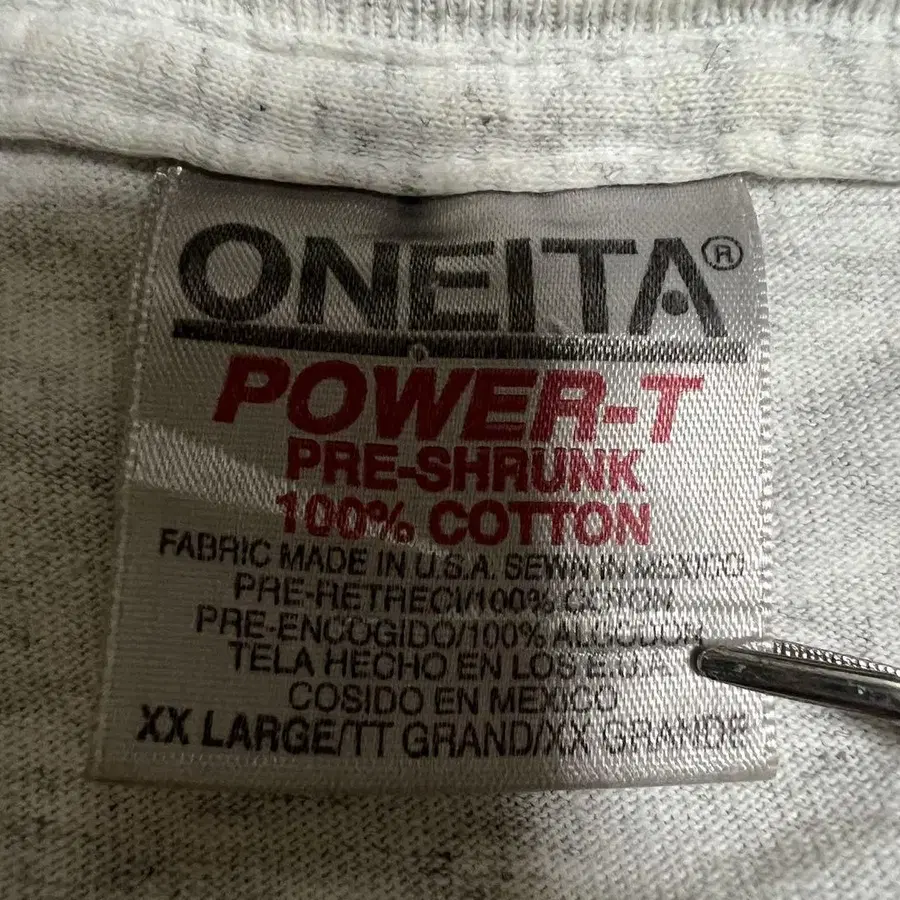 ONEITA®
POWER-T
PRE-SHRUNK
100% COTTON
FABRIC MADE IN U.S.A. SEWN IN MEXICO
PRE-RETRECI/100% COTON
PRE-ENCOGIDO/100% ALGODON
TELA HECHO EN LOS E.U.A.
COSIDO EN MEXICO
XX LARGE/TT GRAND/XX GRANDE